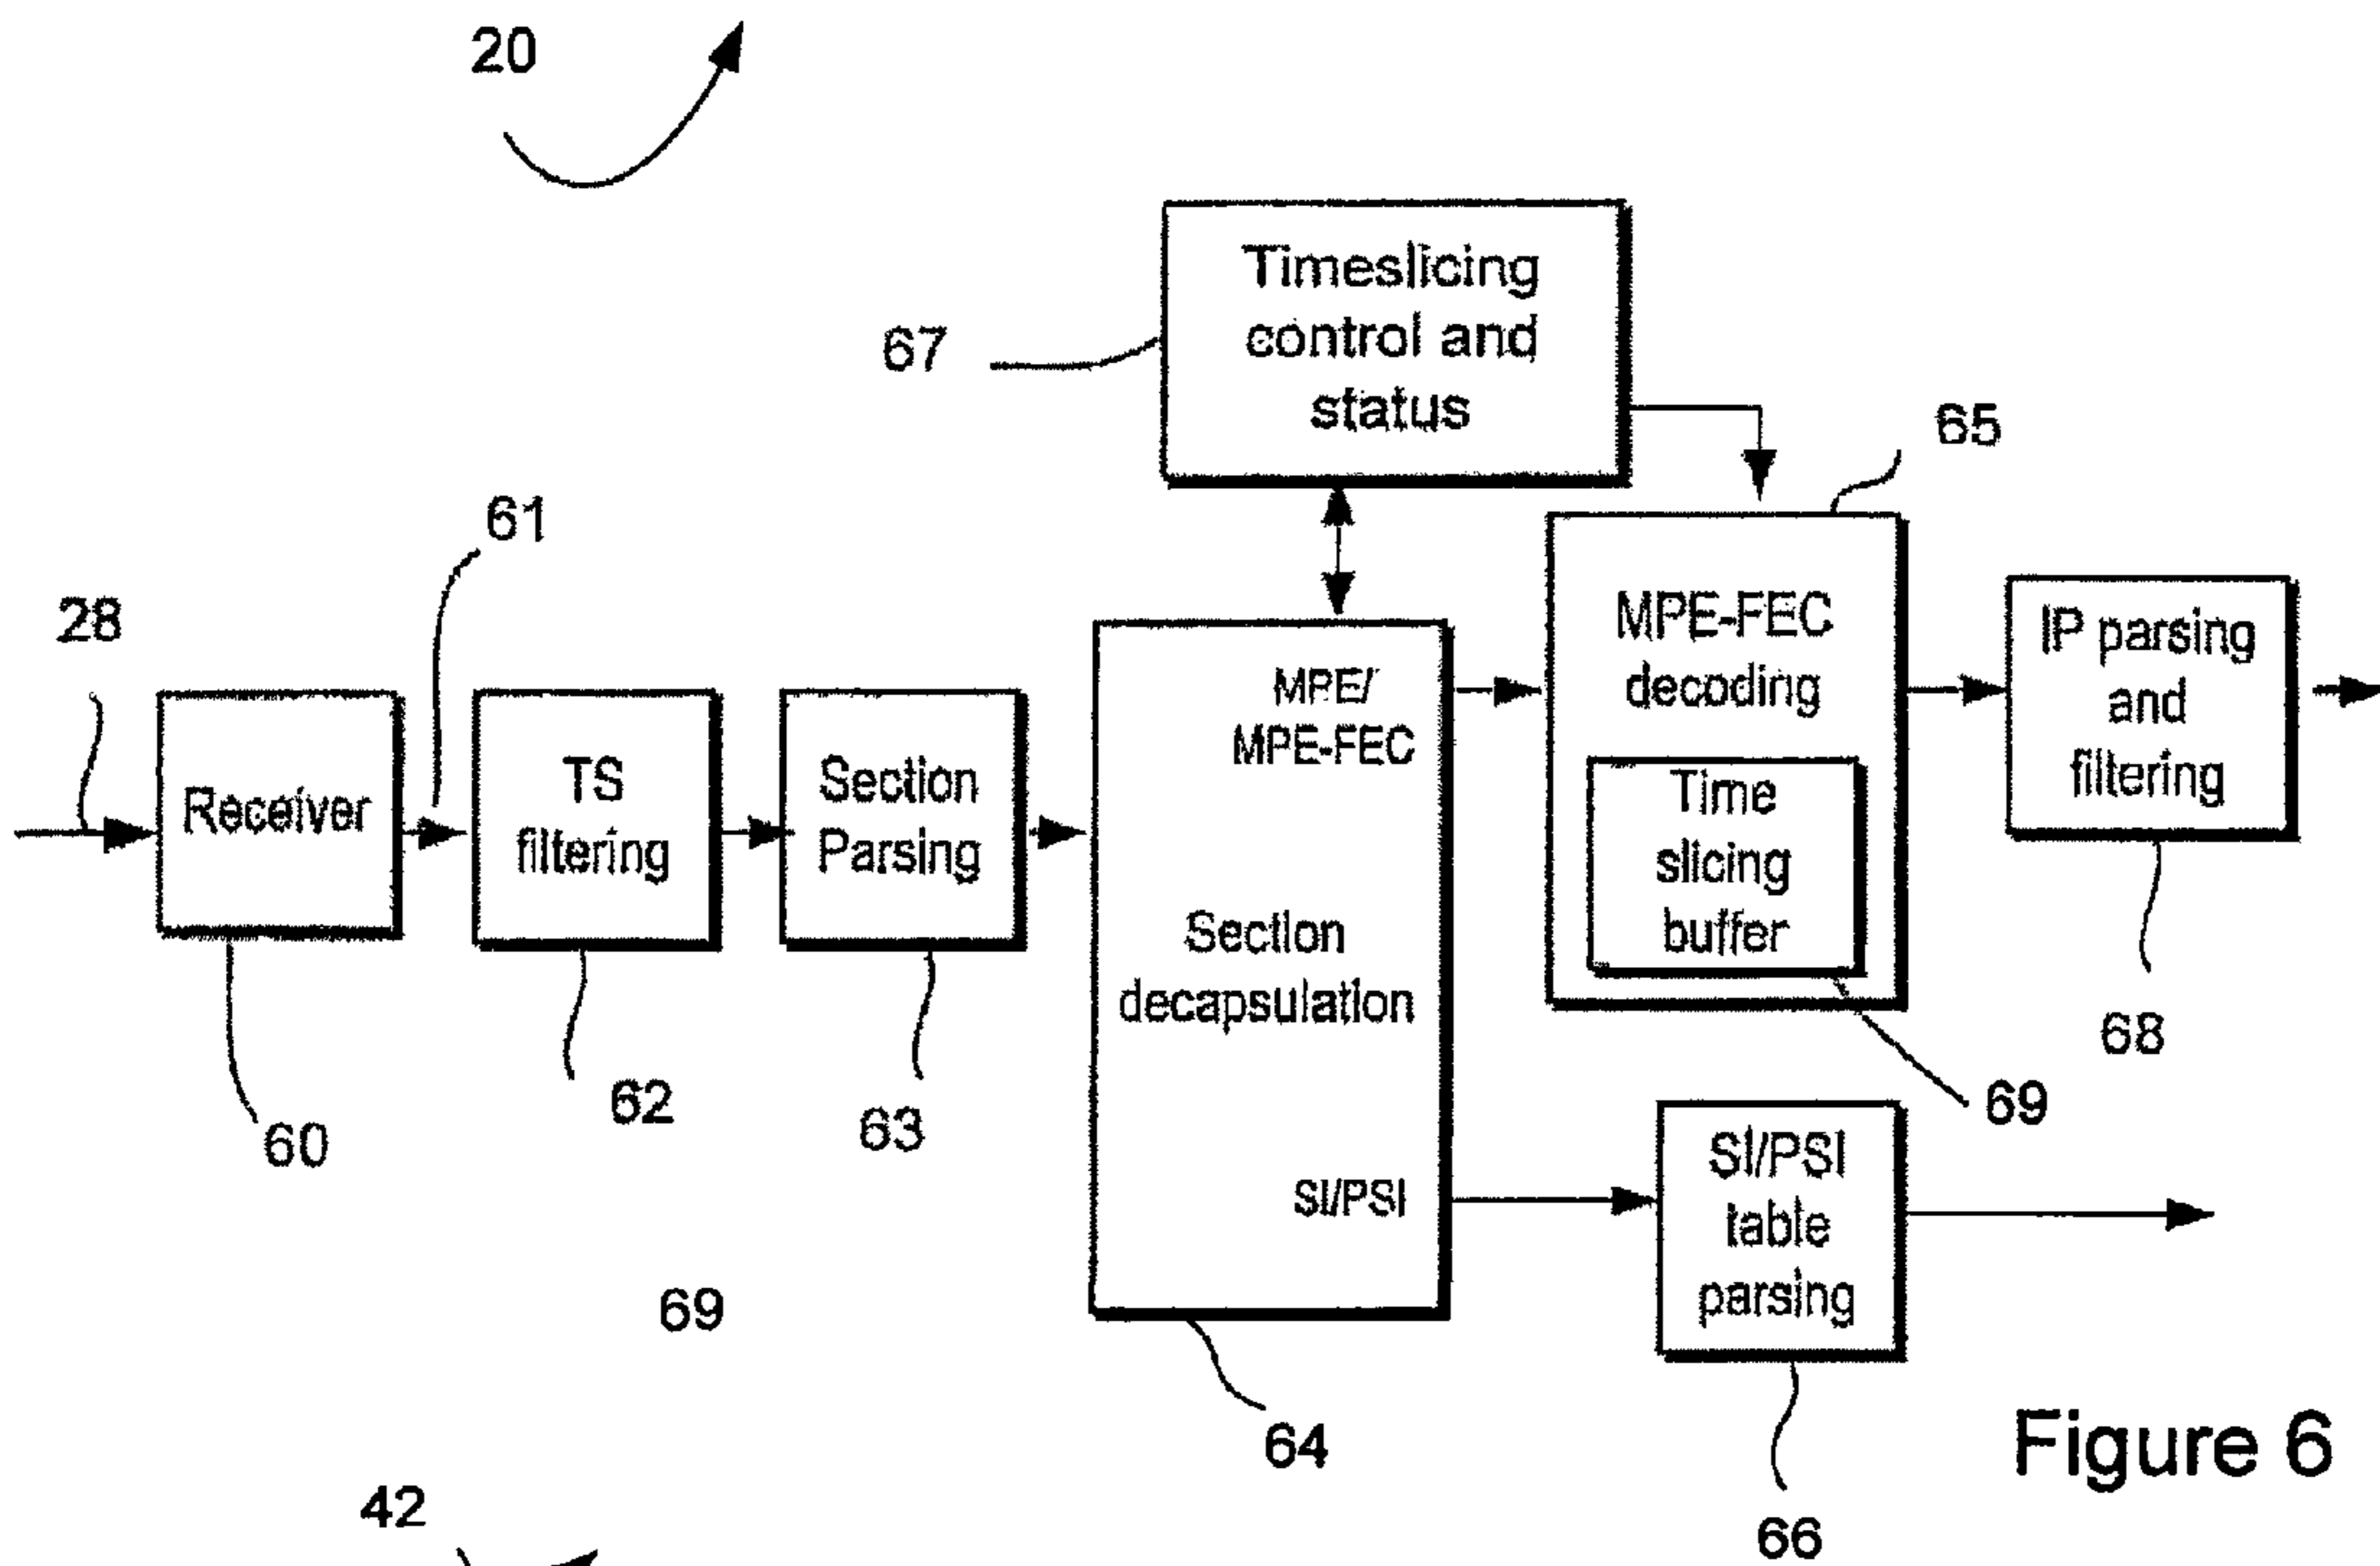 20
Timeslicing
control and
status
67
65
61
28
MPE-FEC
decoding
IP parsing
and
filtering
MPE/
MPE-FEC
Receiver
TS
filtering
Section
Parsing
Time
slicing
buffer
Section
decapsulation
68
60
62
63
69
SI/PSI
SI/PSI
table
parsing
69
64
66
Figure 6
42